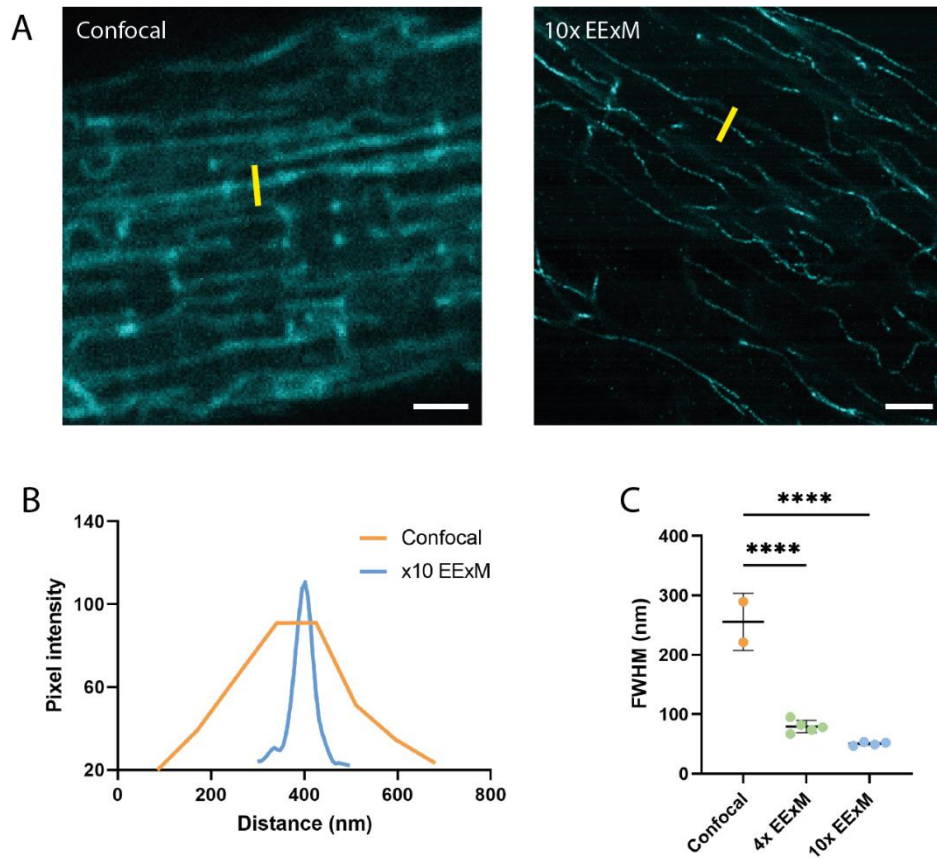 A
Confocal
10x EExM
B
140
100
60
20
Pixel intensity
0
200
400
600
800
Distance (nm)
Confocal
x10 EExM
C
****
****
400
300
200
100
0
FWHM (nm)
Confocal
4x EExM
10x EExM